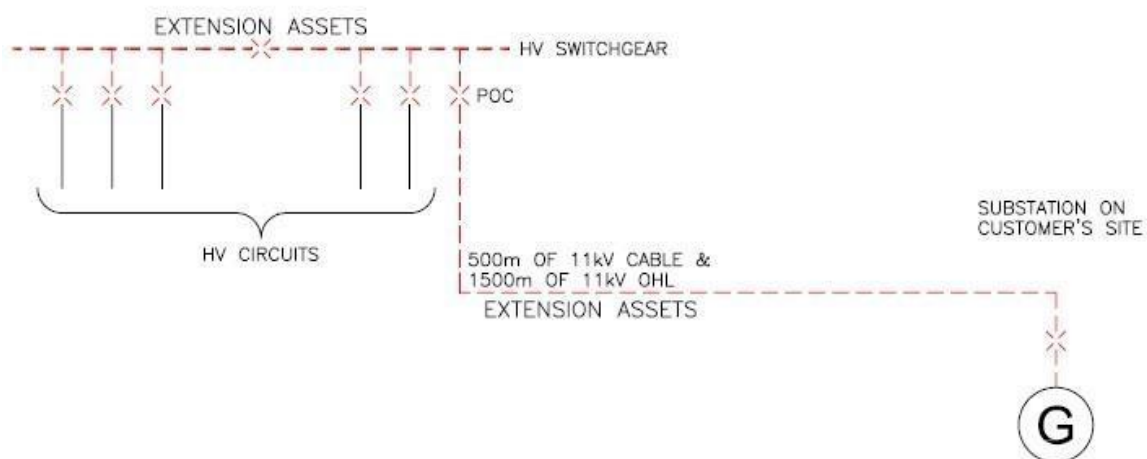 EXTENSION ASSETS
HV SWITCHGEAR
POC
SUBSTATION ON
CUSTOMER'S SITE
HV CIRCUITS
500m OF 11kV CABLE &
1500m OF 11kV OHL
EXTENSION ASSETS
G